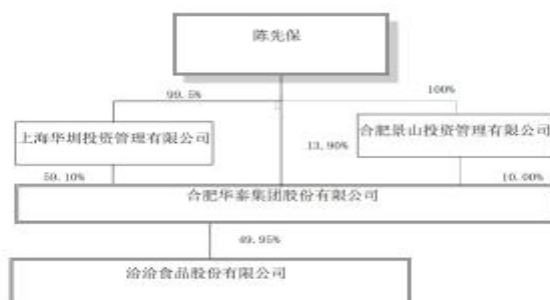 陈先保
99.5%
100%
上海华圳投资管理有限公司
合肥景山投资管理有限公司
13.90%
59.10%
10.00%
合肥华泰集团股份有限公司
49.95%
洽洽食品股份有限公司